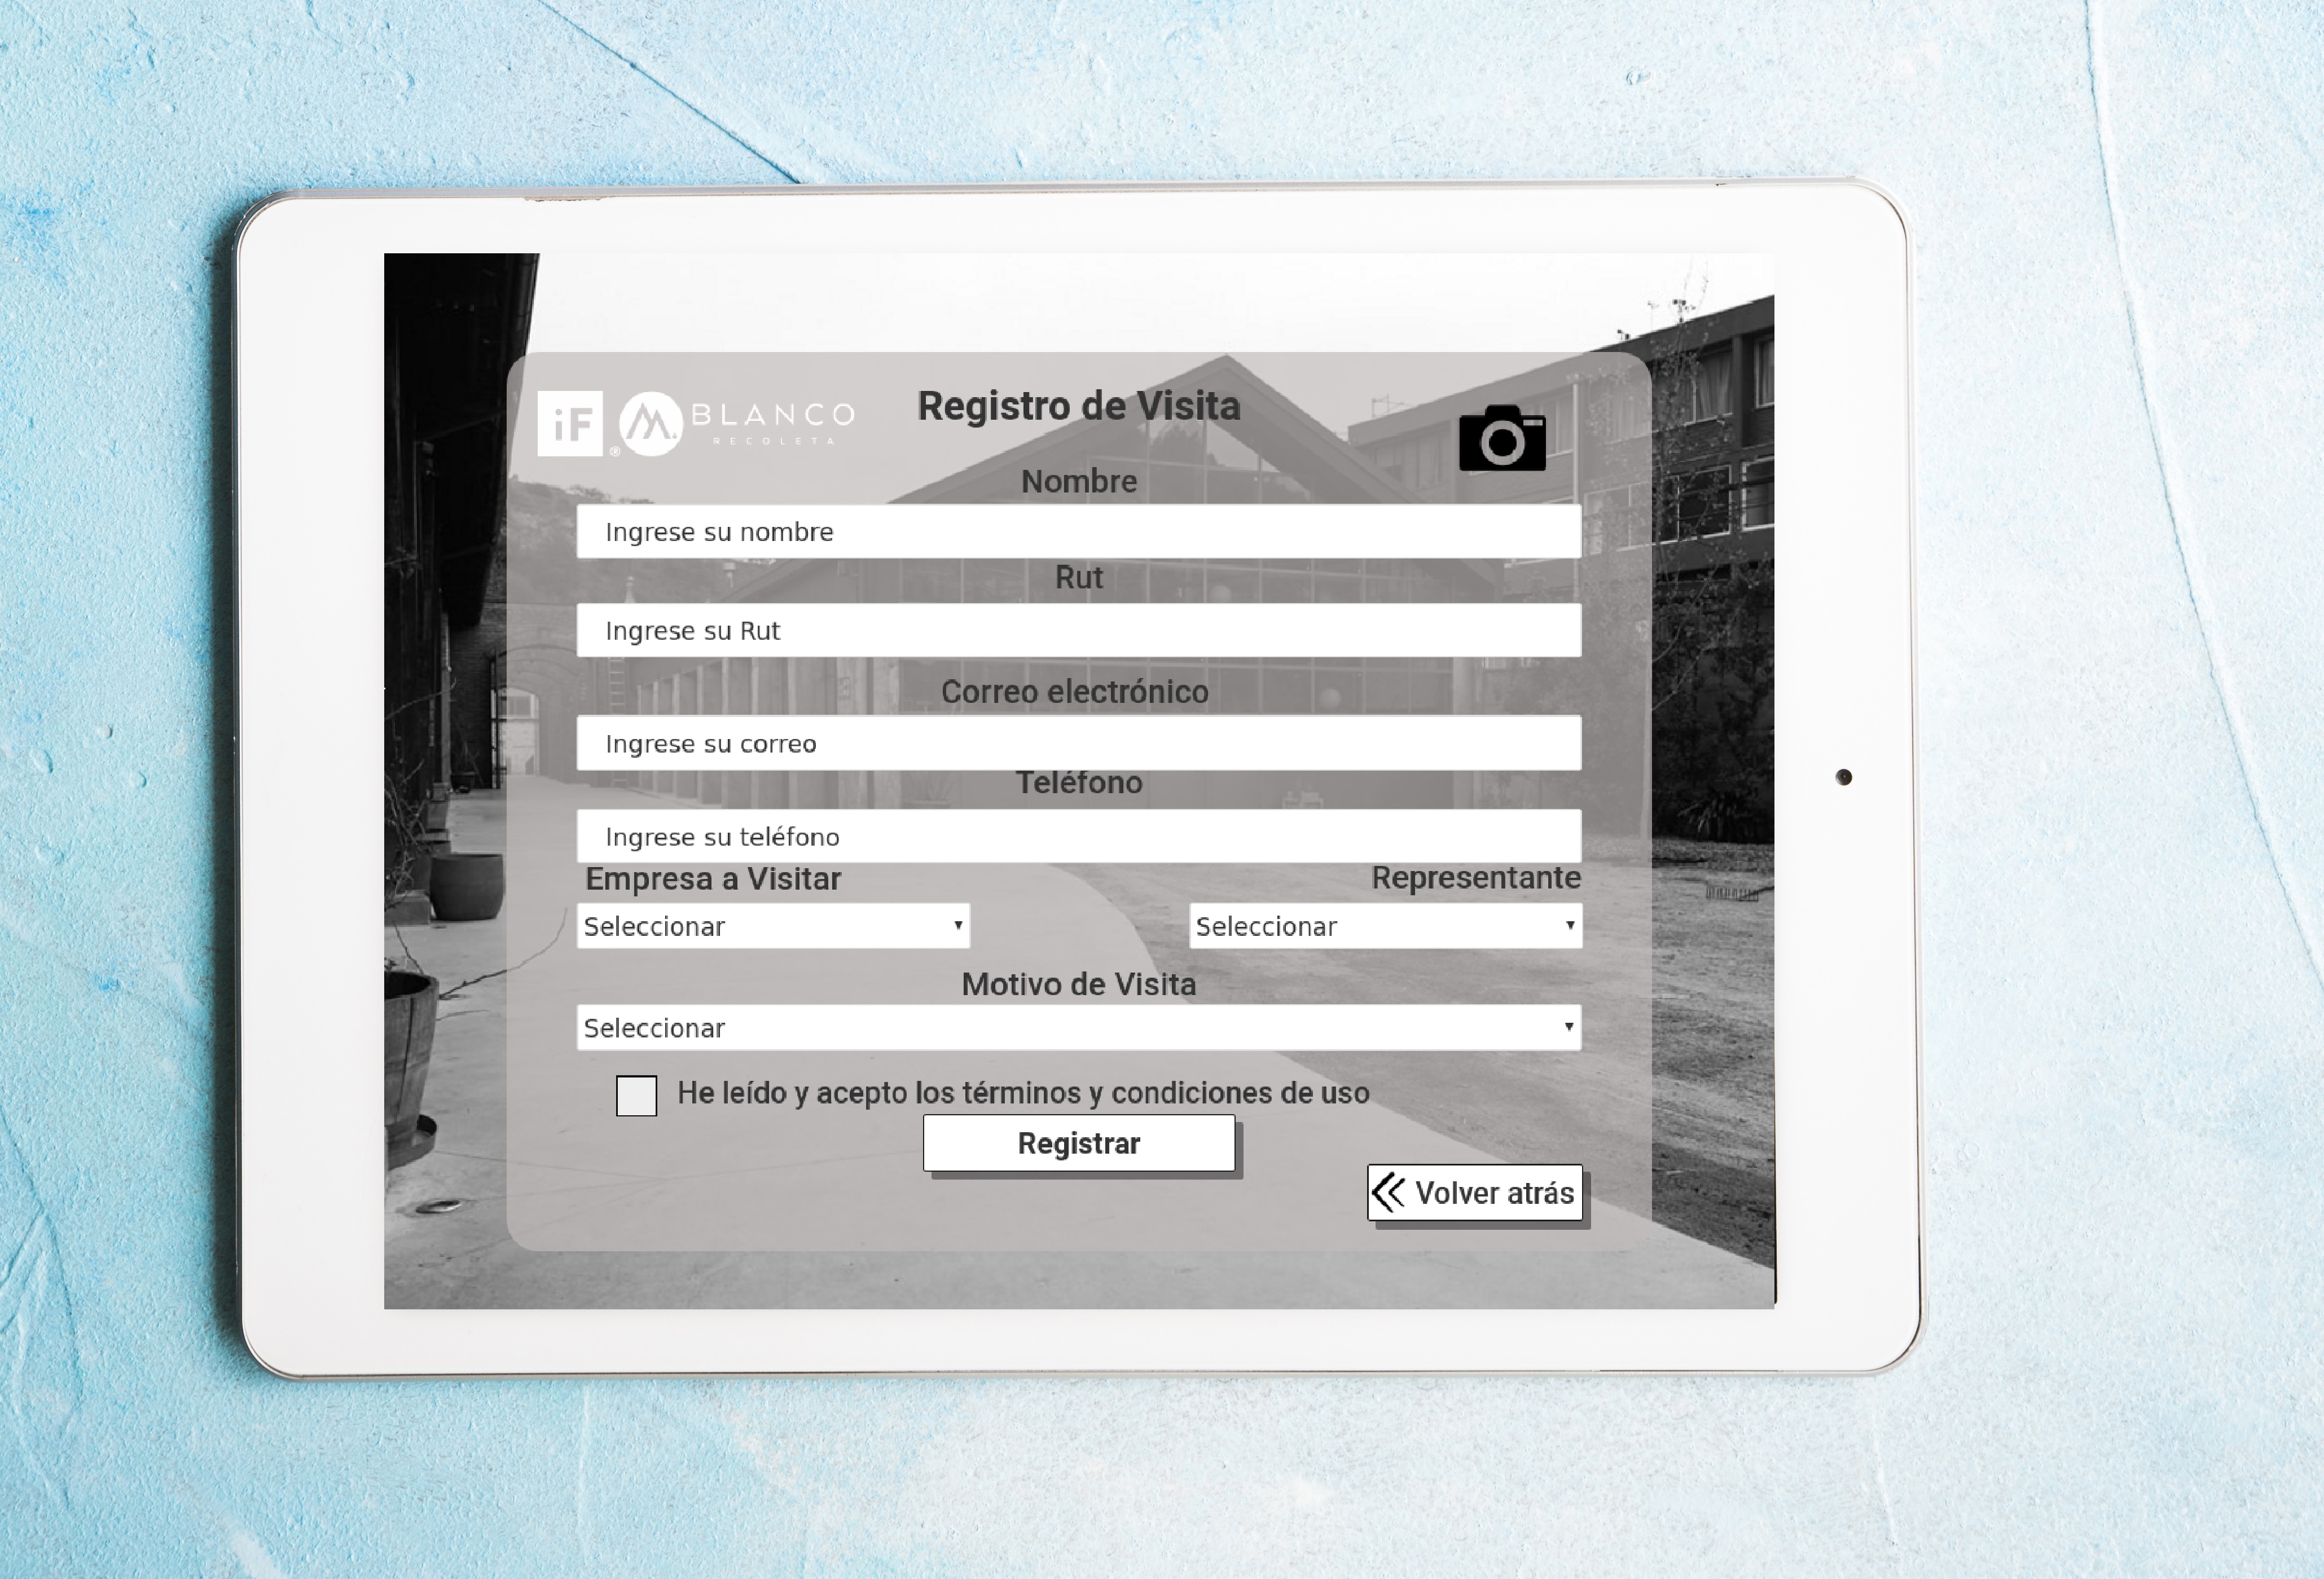 iF® M. BLANCO
RECOLETA
Registro de Visita
Nombre
Ingrese su nombre
Rut
Ingrese su Rut
Correo electrónico
Ingrese su correo
Teléfono
Ingrese su teléfono
Empresa a Visitar Representante
Seleccionar Seleccionar
Motivo de Visita
Seleccionar
He leído y acepto los términos y condiciones de uso
Registrar
Volver atrás